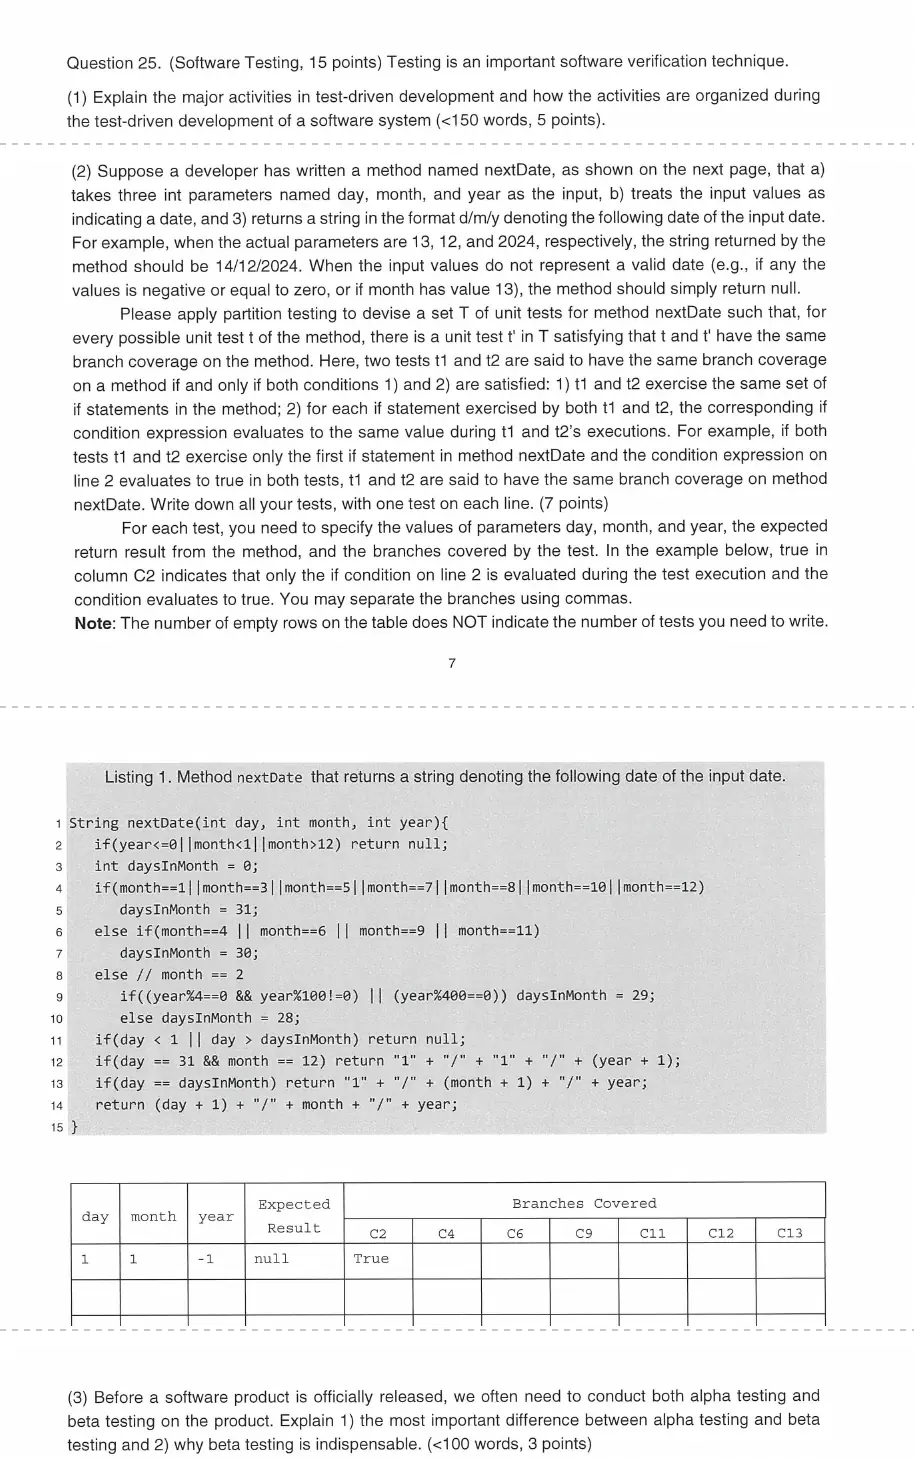 Question 25. (Software Testing, 15 points) Testing is an important software verification technique.
(1) Explain the major activities in test-driven development and how the activities are organized during
the test-driven development of a software system (<150 words, 5 points).
(2) Suppose a developer has written a method named nextDate, as shown on the next page, that a)
takes three int parameters named day, month, and year as the input, b) treats the input values as
indicating a date, and 3) returns a string in the format d/m/y denoting the following date of the input date.
For example, when the actual parameters are 13, 12, and 2024, respectively, the string returned by the
method should be 14/12/2024. When the input values do not represent a valid date (e.g., if any the
values is negative or equal to zero, or if month has value 13), the method should simply return null.
Please apply partition testing to devise a set T of unit tests for method nextDate such that, for
every possible unit test t of the method, there is a unit test t' in T satisfying that t and t' have the same
branch coverage on the method. Here, two tests t1 and t2 are said to have the same branch coverage
on a method if and only if both conditions 1) and 2) are satisfied: 1) t1 and t2 exercise the same set of
if statements in the method; 2) for each if statement exercised by both t1 and t2, the corresponding if
condition expression evaluates to the same value during t1 and t2's executions. For example, if both
tests t1 and t2 exercise only the first if statement in method nextDate and the condition expression on
line 2 evaluates to true in both tests, t1 and t2 are said to have the same branch coverage on method
nextDate. Write down all your tests, with one test on each line. (7 points)
For each test, you need to specify the values of parameters day, month, and year, the expected
return result from the method, and the branches covered by the test. In the example below, true in
column C2 indicates that only the if condition on line 2 is evaluated during the test execution and the
condition evaluates to true. You may separate the branches using commas.
Note: The number of empty rows on the table does NOT indicate the number of tests you need to write.
7
Listing 1. Method nextDate that returns a string denoting the following date of the input date.
1 String nextDate(int day, int month, int year){
2 if(year<=0||month<1||month>12) return null;
3 int daysInMonth = 0;
4 if(month==1||month==3||month==5||month==7||month==8||month==10||month==12)
5 daysInMonth = 31;
6 else if(month==4 || month==6 || month==9 || month==11)
7 daysInMonth = 30;
8 else // month == 2
9 if((year%4==0 && year%100!=0) || (year%400==0)) daysInMonth = 29;
10 else daysInMonth = 28;
11 if(day < 1 || day > daysInMonth) return null;
12 if(day == 31 && month == 12) return "1" + "/" + "1" + "/" + (year + 1);
13 if(day == daysInMonth) return "1" + "/" + (month + 1) + "/" + year;
14 return (day + 1) + "/" + month + "/" + year;
15 }
day month year Expected Result Branches Covered
C2 C4 C6 C9 C11 C12 C13
1 1 -1 null True
(3) Before a software product is officially released, we often need to conduct both alpha testing and
beta testing on the product. Explain 1) the most important difference between alpha testing and beta
testing and 2) why beta testing is indispensable. (<100 words, 3 points)